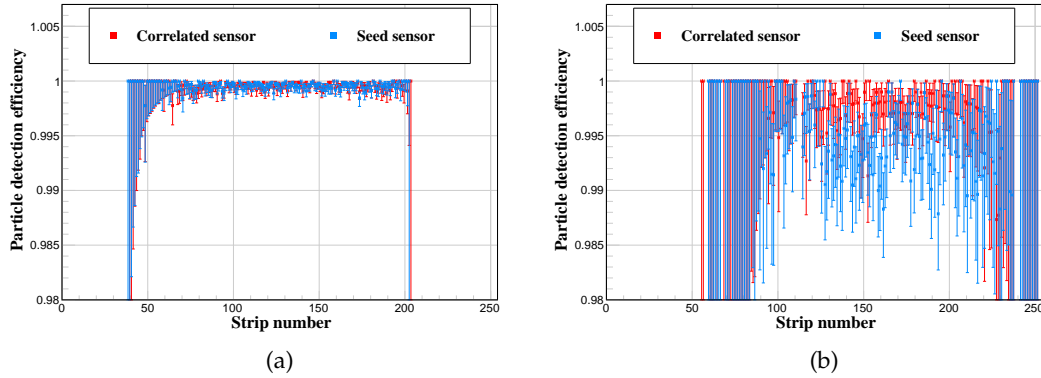 Particle detection efficiency
1.005
1
0.995
0.99
0.985
0.98
Correlated sensor
Seed sensor
0
50
100
150
200
250
Strip number
(a)
Particle detection efficiency
1.005
1
0.995
0.99
0.985
0.98
Correlated sensor
Seed sensor
0
50
100
150
200
Strip number
(b)